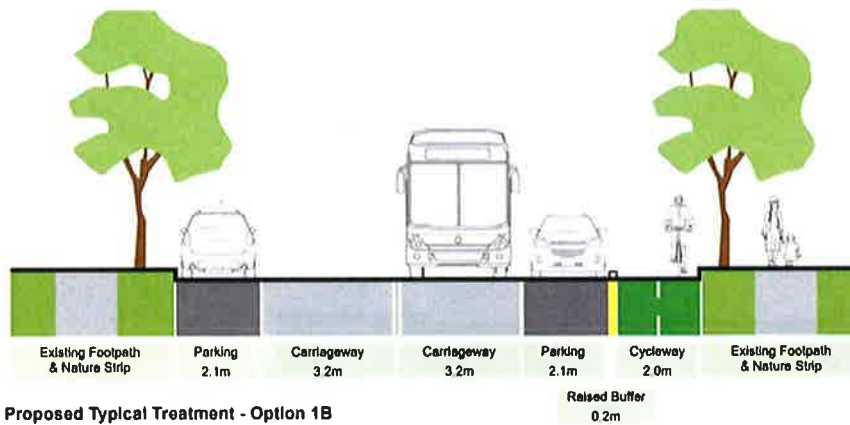 Existing Footpath
& Nature Strip
Parking
2.1m
Carriageway
3.2m
Carriageway
3.2m
Parking
2.1m
Cycleway
2.0m
Existing Footpath
& Nature Strip
Raised Buffer
0.2m
Proposed Typical Treatment - Option 1B